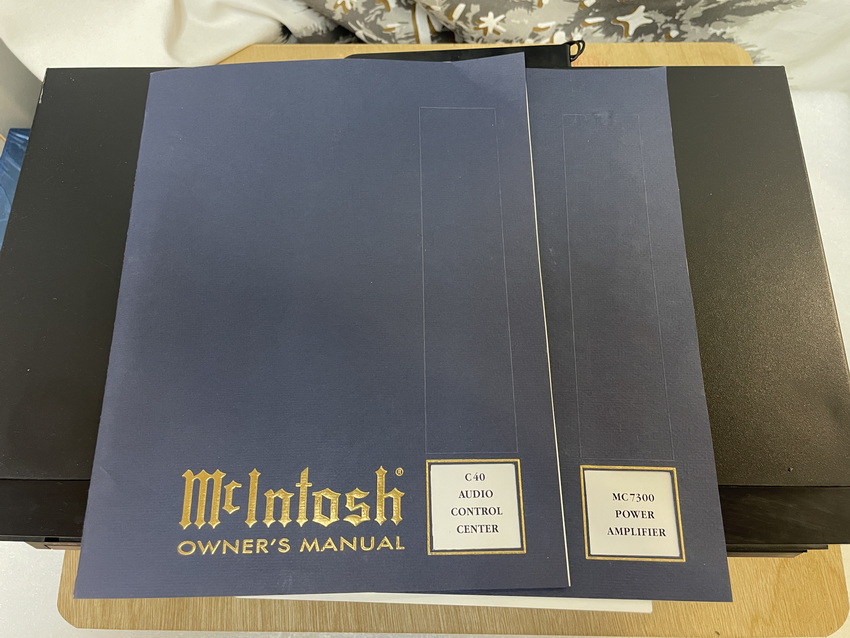 McIntosh®
OWNER'S MANUAL
C40
AUDIO
CONTROL
CENTER
MC7300
POWER
AMPLIFIER